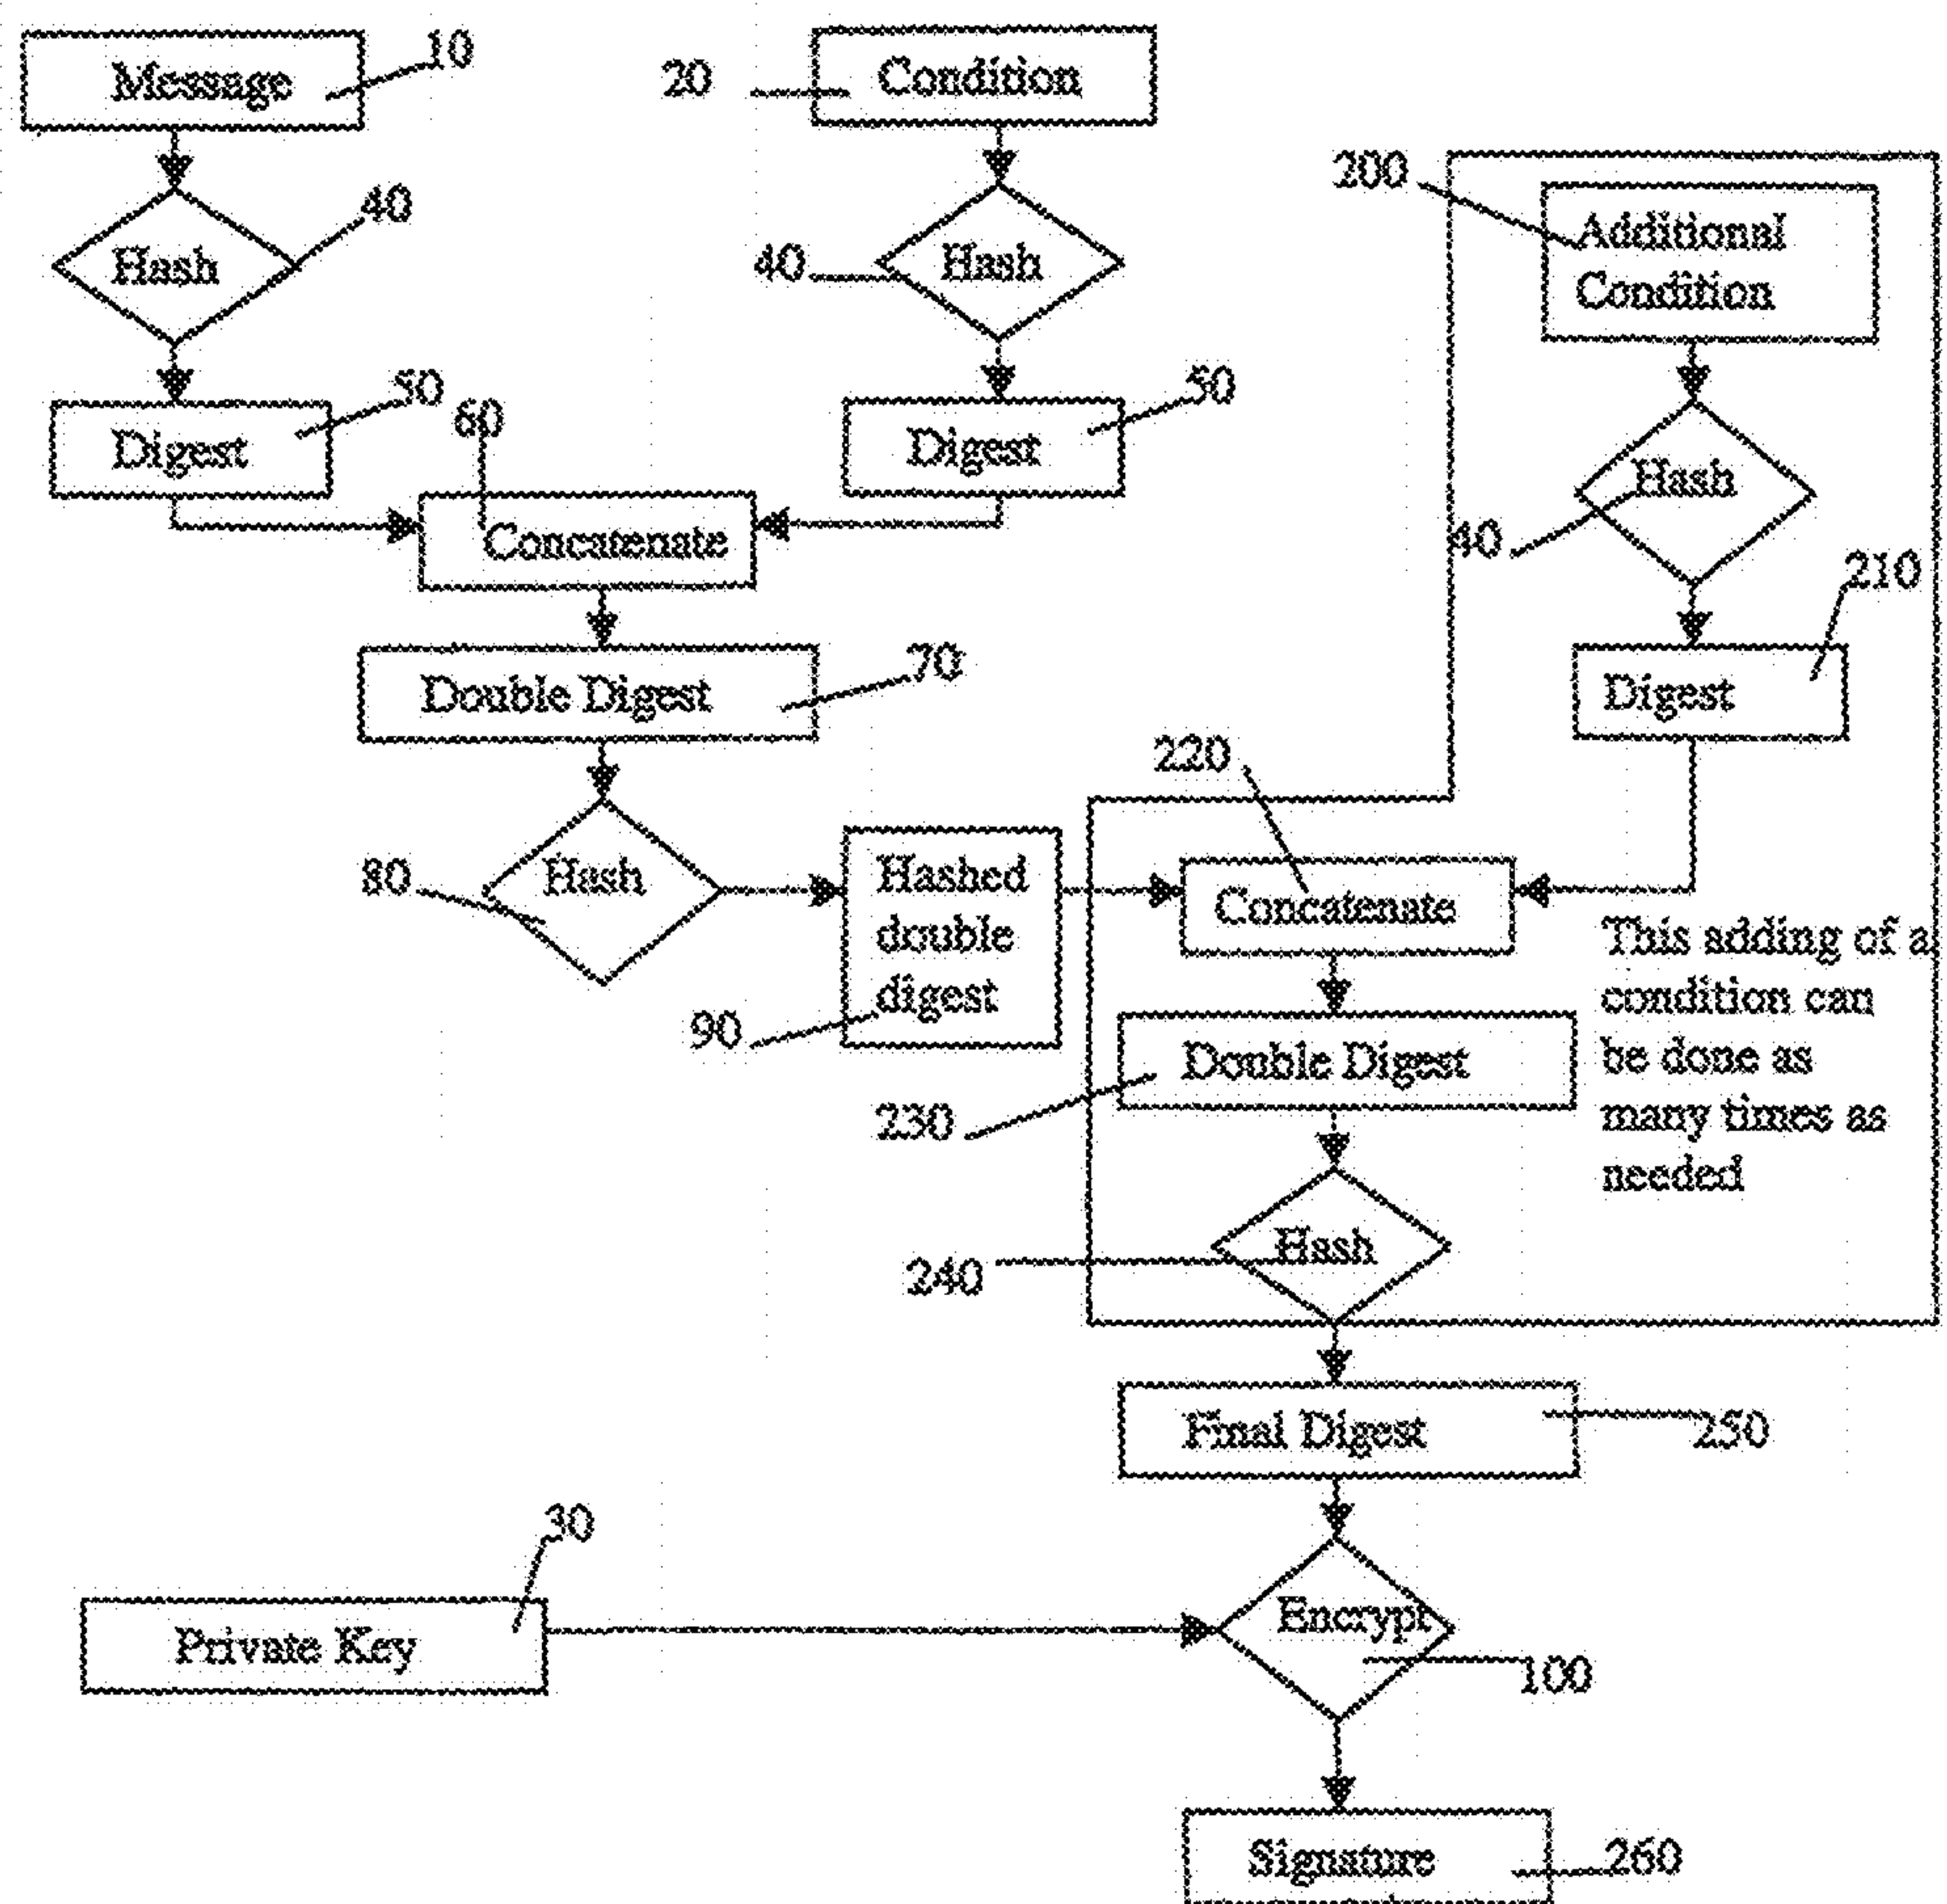 Message
10
20
Condition
200
Additional
Condition
Hash
40
40
Hash
Digest
50
60
Digest
50
Hash
40
Concatenate
210
Double Digest
70
Digest
220
80
Hash
Hashed
double
digest
90
Concatenate
This adding of a
condition can
be done as
many times as
needed
Double Digest
230
Hash
240
Final Digest
250
30
Private Key
Encrypt
100
Signature
260